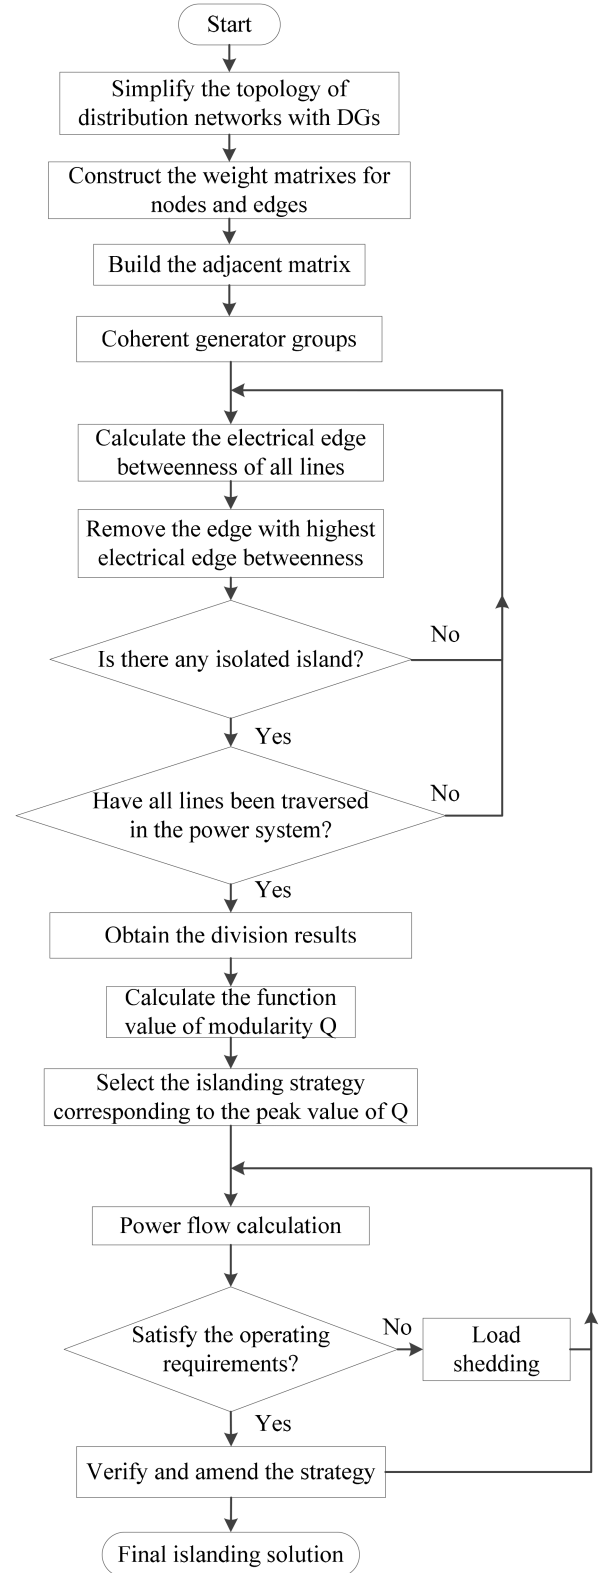 Start
Simplify the topology of
distribution networks with DGs
Construct the weight matrixes for
nodes and edges
Build the adjacent matrix
Coherent generator groups
Calculate the electrical edge
betweenness of all lines
Remove the edge with highest
electrical edge betweenness
No
Is there any isolated island?
Yes
No
Have all lines been traversed
in the power system?
Yes
Obtain the division results
Calculate the function
value of modularity Q
Select the islanding strategy
corresponding to the peak value of Q
Power flow calculation
Satisfy the operating
requirements?
No
Load
shedding
Yes
Verify and amend the strategy
Final islanding solution